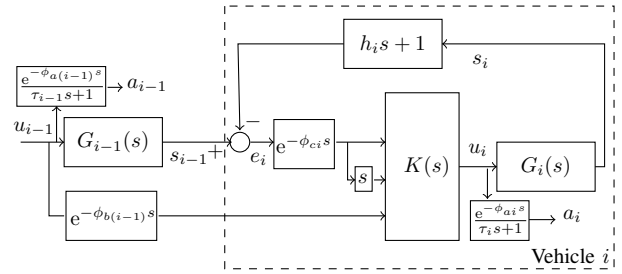 h_i s + 1
s_i
e^{-ϕ_{a(i−1)}s}
τ_{i−1}s+1
a_{i−1}
u_{i−1}
G_{i−1}(s)
s_{i−1}
+
−
e_i
e^{-ϕ_{ci}s}
s
K(s)
u_i
G_i(s)
e^{-ϕ_{ai}s}
τ_i s+1
a_i
e^{-ϕ_{b(i−1)}s}
Vehicle i